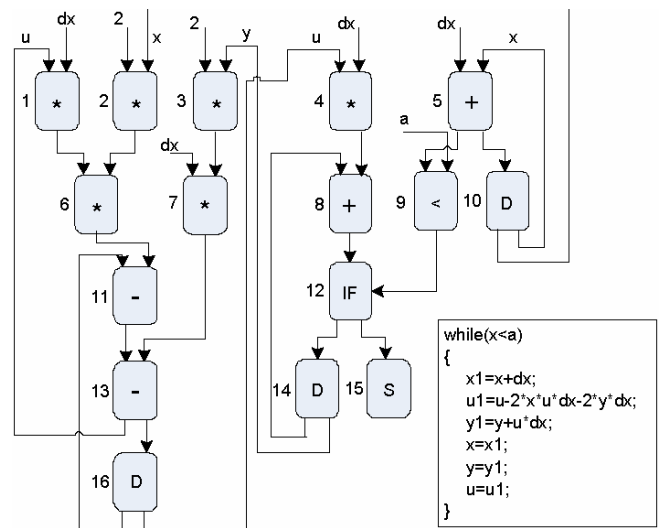 u dx 2 x 2 y u dx dx x
1 * 2 * 3 * 4 * 5 +
a
dx
6 * 7 * 8 + 9 < 10 D
11 - 12 IF
13 - 14 D 15 S
16 D
while(x<a)
{
x1=x+dx;
u1=u-2*x*u*dx-2*y*dx;
y1=y+u*dx;
x=x1;
y=y1;
u=u1;
}